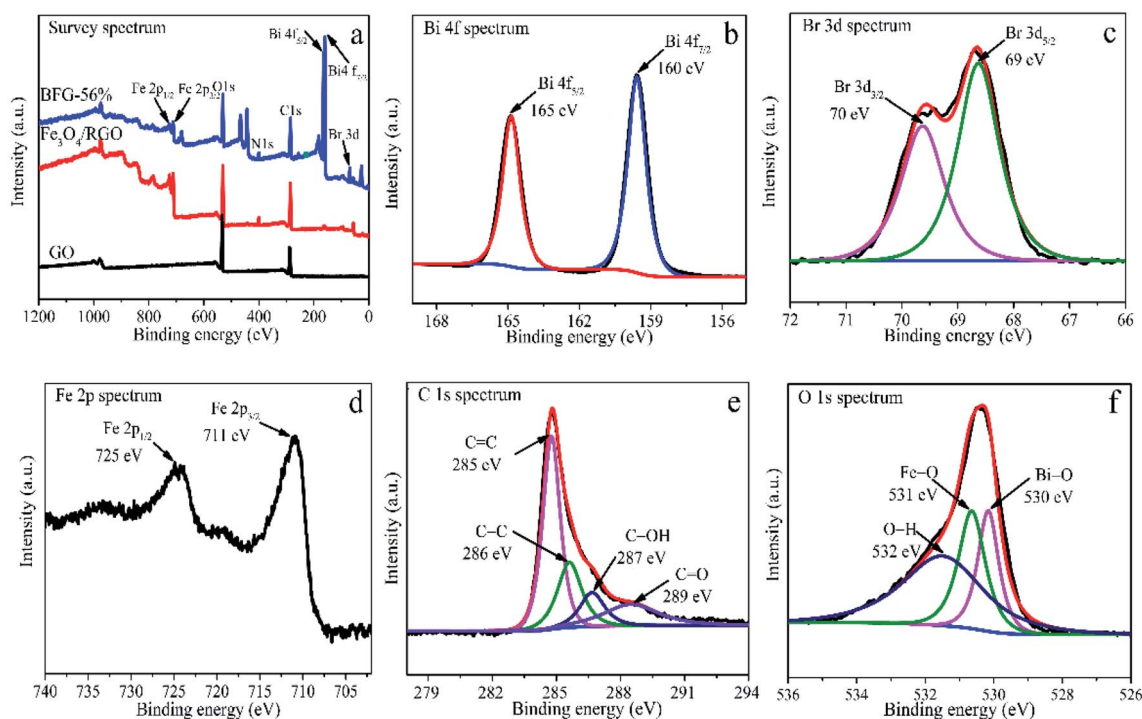 Survey spectrum
a
Bi 4f5/2
Bi4 f7/2
BFG-56%
Fe 2p1/2
Fe 2p3/2
O1s
C1s
N1s
Br 3d
Fe3O4/RGO
GO
Intensity (a.u.)
1200 1000 800 600 400 200 0
Binding energy (eV)
Bi 4f spectrum
b
Bi 4f7/2
160 eV
Bi 4f5/2
165 eV
Intensity (a.u.)
168 165 162 159 156
Binding energy (eV)
Br 3d spectrum
c
Br 3d5/2
69 eV
Br 3d3/2
70 eV
Intensity (a.u.)
72 71 70 69 68 67 66
Binding energy (eV)
Fe 2p spectrum
d
Fe 2p3/2
711 eV
Fe 2p1/2
725 eV
Intensity (a.u.)
740 735 730 725 720 715 710 705
Binding energy (eV)
C 1s spectrum
e
C=C
285 eV
C−C
286 eV
C−OH
287 eV
C=O
289 eV
Intensity (a.u.)
279 282 285 288 291 294
Binding energy (eV)
O 1s spectrum
f
Fe−O
531 eV
Bi−O
530 eV
O−H
532 eV
Intensity (a.u.)
536 534 532 530 528 526
Binding energy (eV)